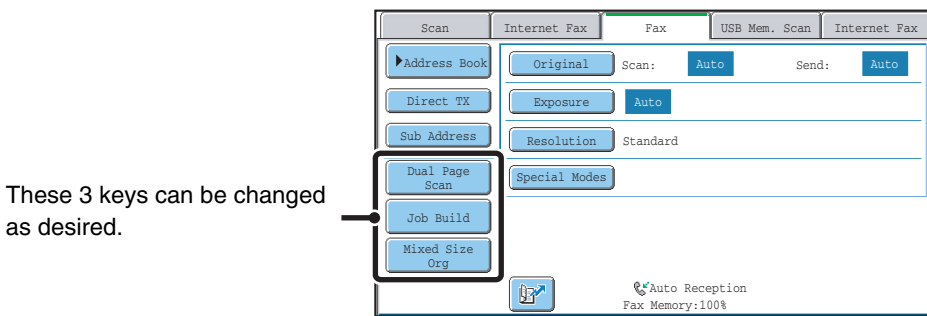 Scan Internet Fax Fax USB Mem. Scan Internet Fax
Address Book
Original Scan: Auto Send: Auto
Direct TX
Exposure Auto
Sub Address
Resolution Standard
Dual Page
Scan
Special Modes
These 3 keys can be changed
as desired.
Job Build
Mixed Size
Org
Auto Reception
Fax Memory:100%